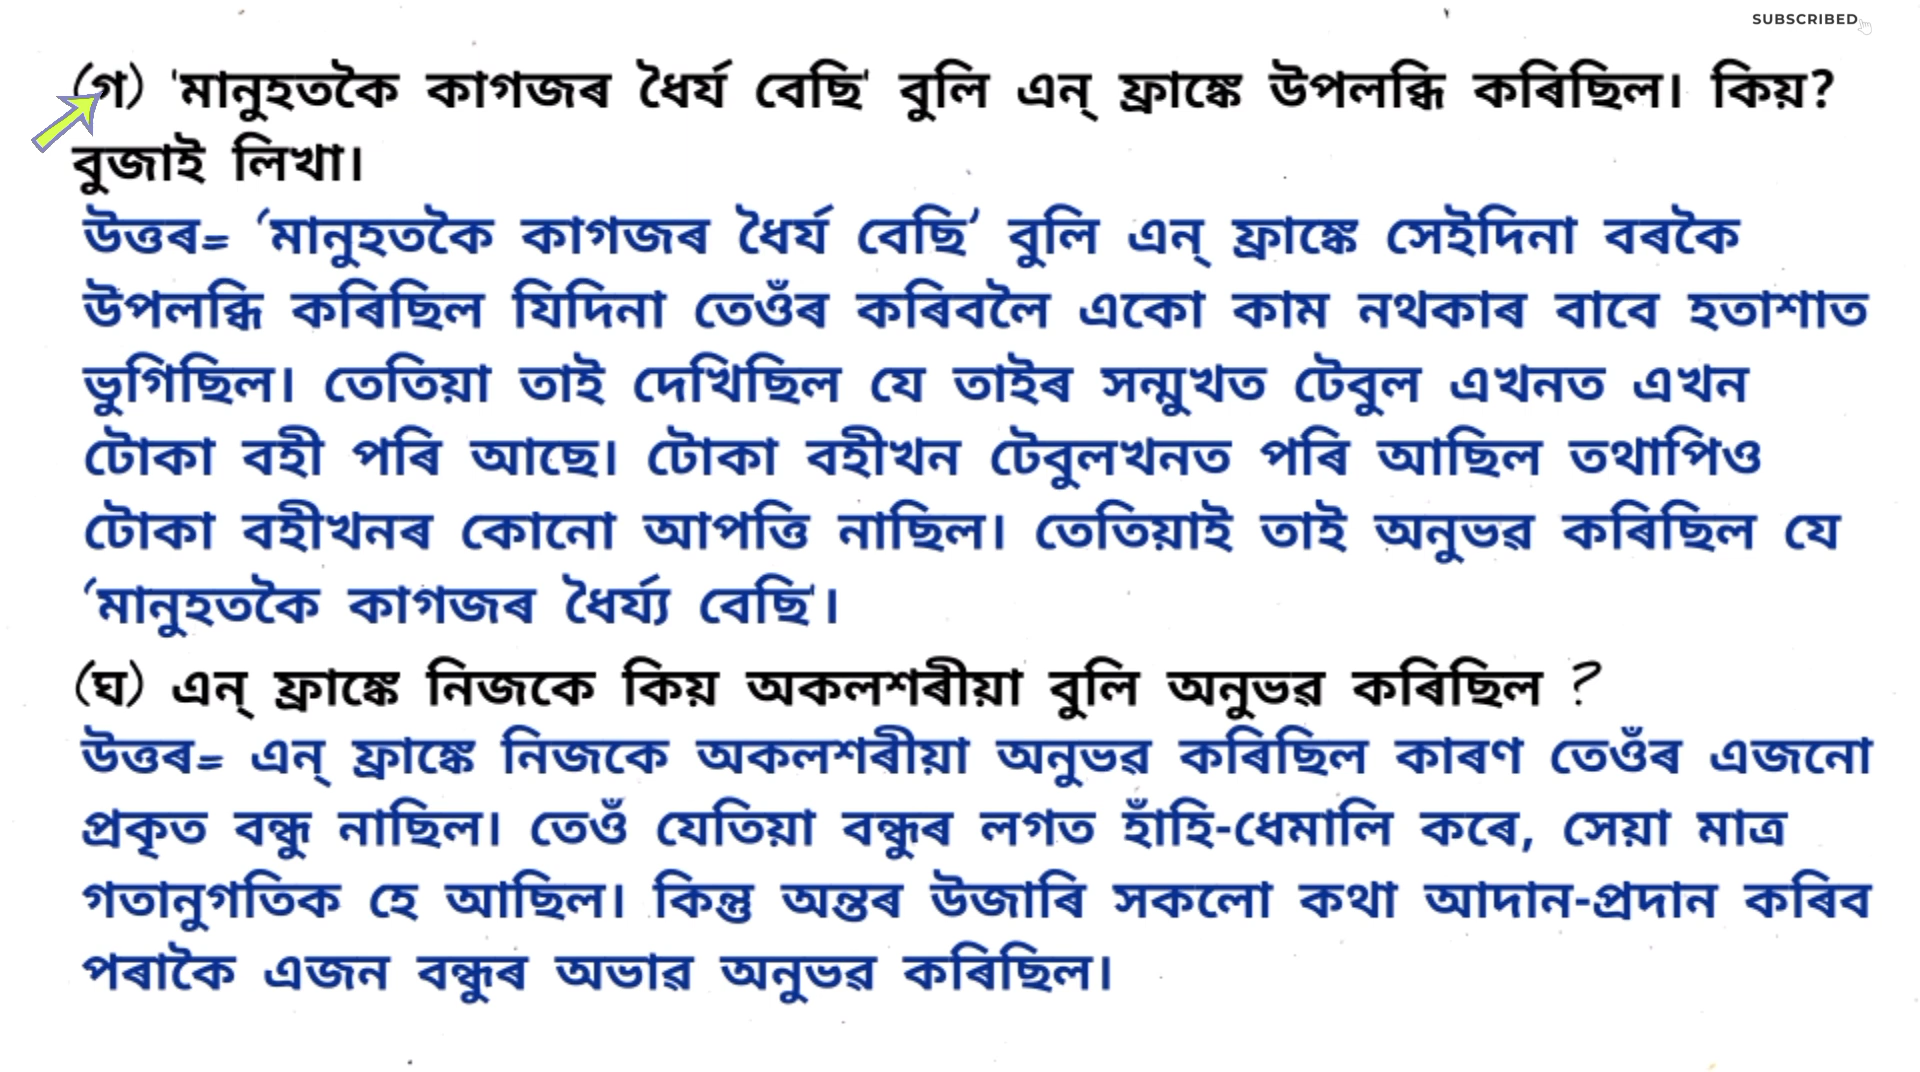 SUBSCRIBED
(গ) 'মানুহতকৈ কাগজৰ ধৈৰ্য বেছি' বুলি এন্ ফ্ৰাঙ্কে উপলব্ধি কৰিছিল। কিয়?
বুজাই লিখা।
উত্তৰ= ‘মানুহতকৈ কাগজৰ ধৈৰ্য বেছি’ বুলি এন্ ফ্ৰাঙ্কে সেইদিনা বৰকৈ
উপলব্ধি কৰিছিল যিদিনা তেওঁৰ কৰিবলৈ একো কাম নথকাৰ বাবে হতাশাত
ভুগিছিল। তেতিয়া তাই দেখিছিল যে তাইৰ সন্মুখত টেবুল এখনত এখন
টোকা বহী পৰি আছে। টোকা বহীখন টেবুলখনত পৰি আছিল তথাপিও
টোকা বহীখনৰ কোনো আপত্তি নাছিল। তেতিয়াই তাই অনুভৱ কৰিছিল যে
‘মানুহতকৈ কাগজৰ ধৈৰ্য্য বেছি'।
(ঘ) এন্ ফ্ৰাঙ্কে নিজকে কিয় অকলশৰীয়া বুলি অনুভৱ কৰিছিল ?
উত্তৰ= এন্ ফ্ৰাঙ্কে নিজকে অকলশৰীয়া অনুভৱ কৰিছিল কাৰণ তেওঁৰ এজনো
প্ৰকৃত বন্ধু নাছিল। তেওঁ যেতিয়া বন্ধুৰ লগত হাঁহি-ধেমালি কৰে, সেয়া মাত্ৰ
গতানুগতিক হে আছিল। কিন্তু অন্তৰ উজাৰি সকলো কথা আদান-প্ৰদান কৰিব
পৰাকৈ এজন বন্ধুৰ অভাৱ অনুভৱ কৰিছিল।